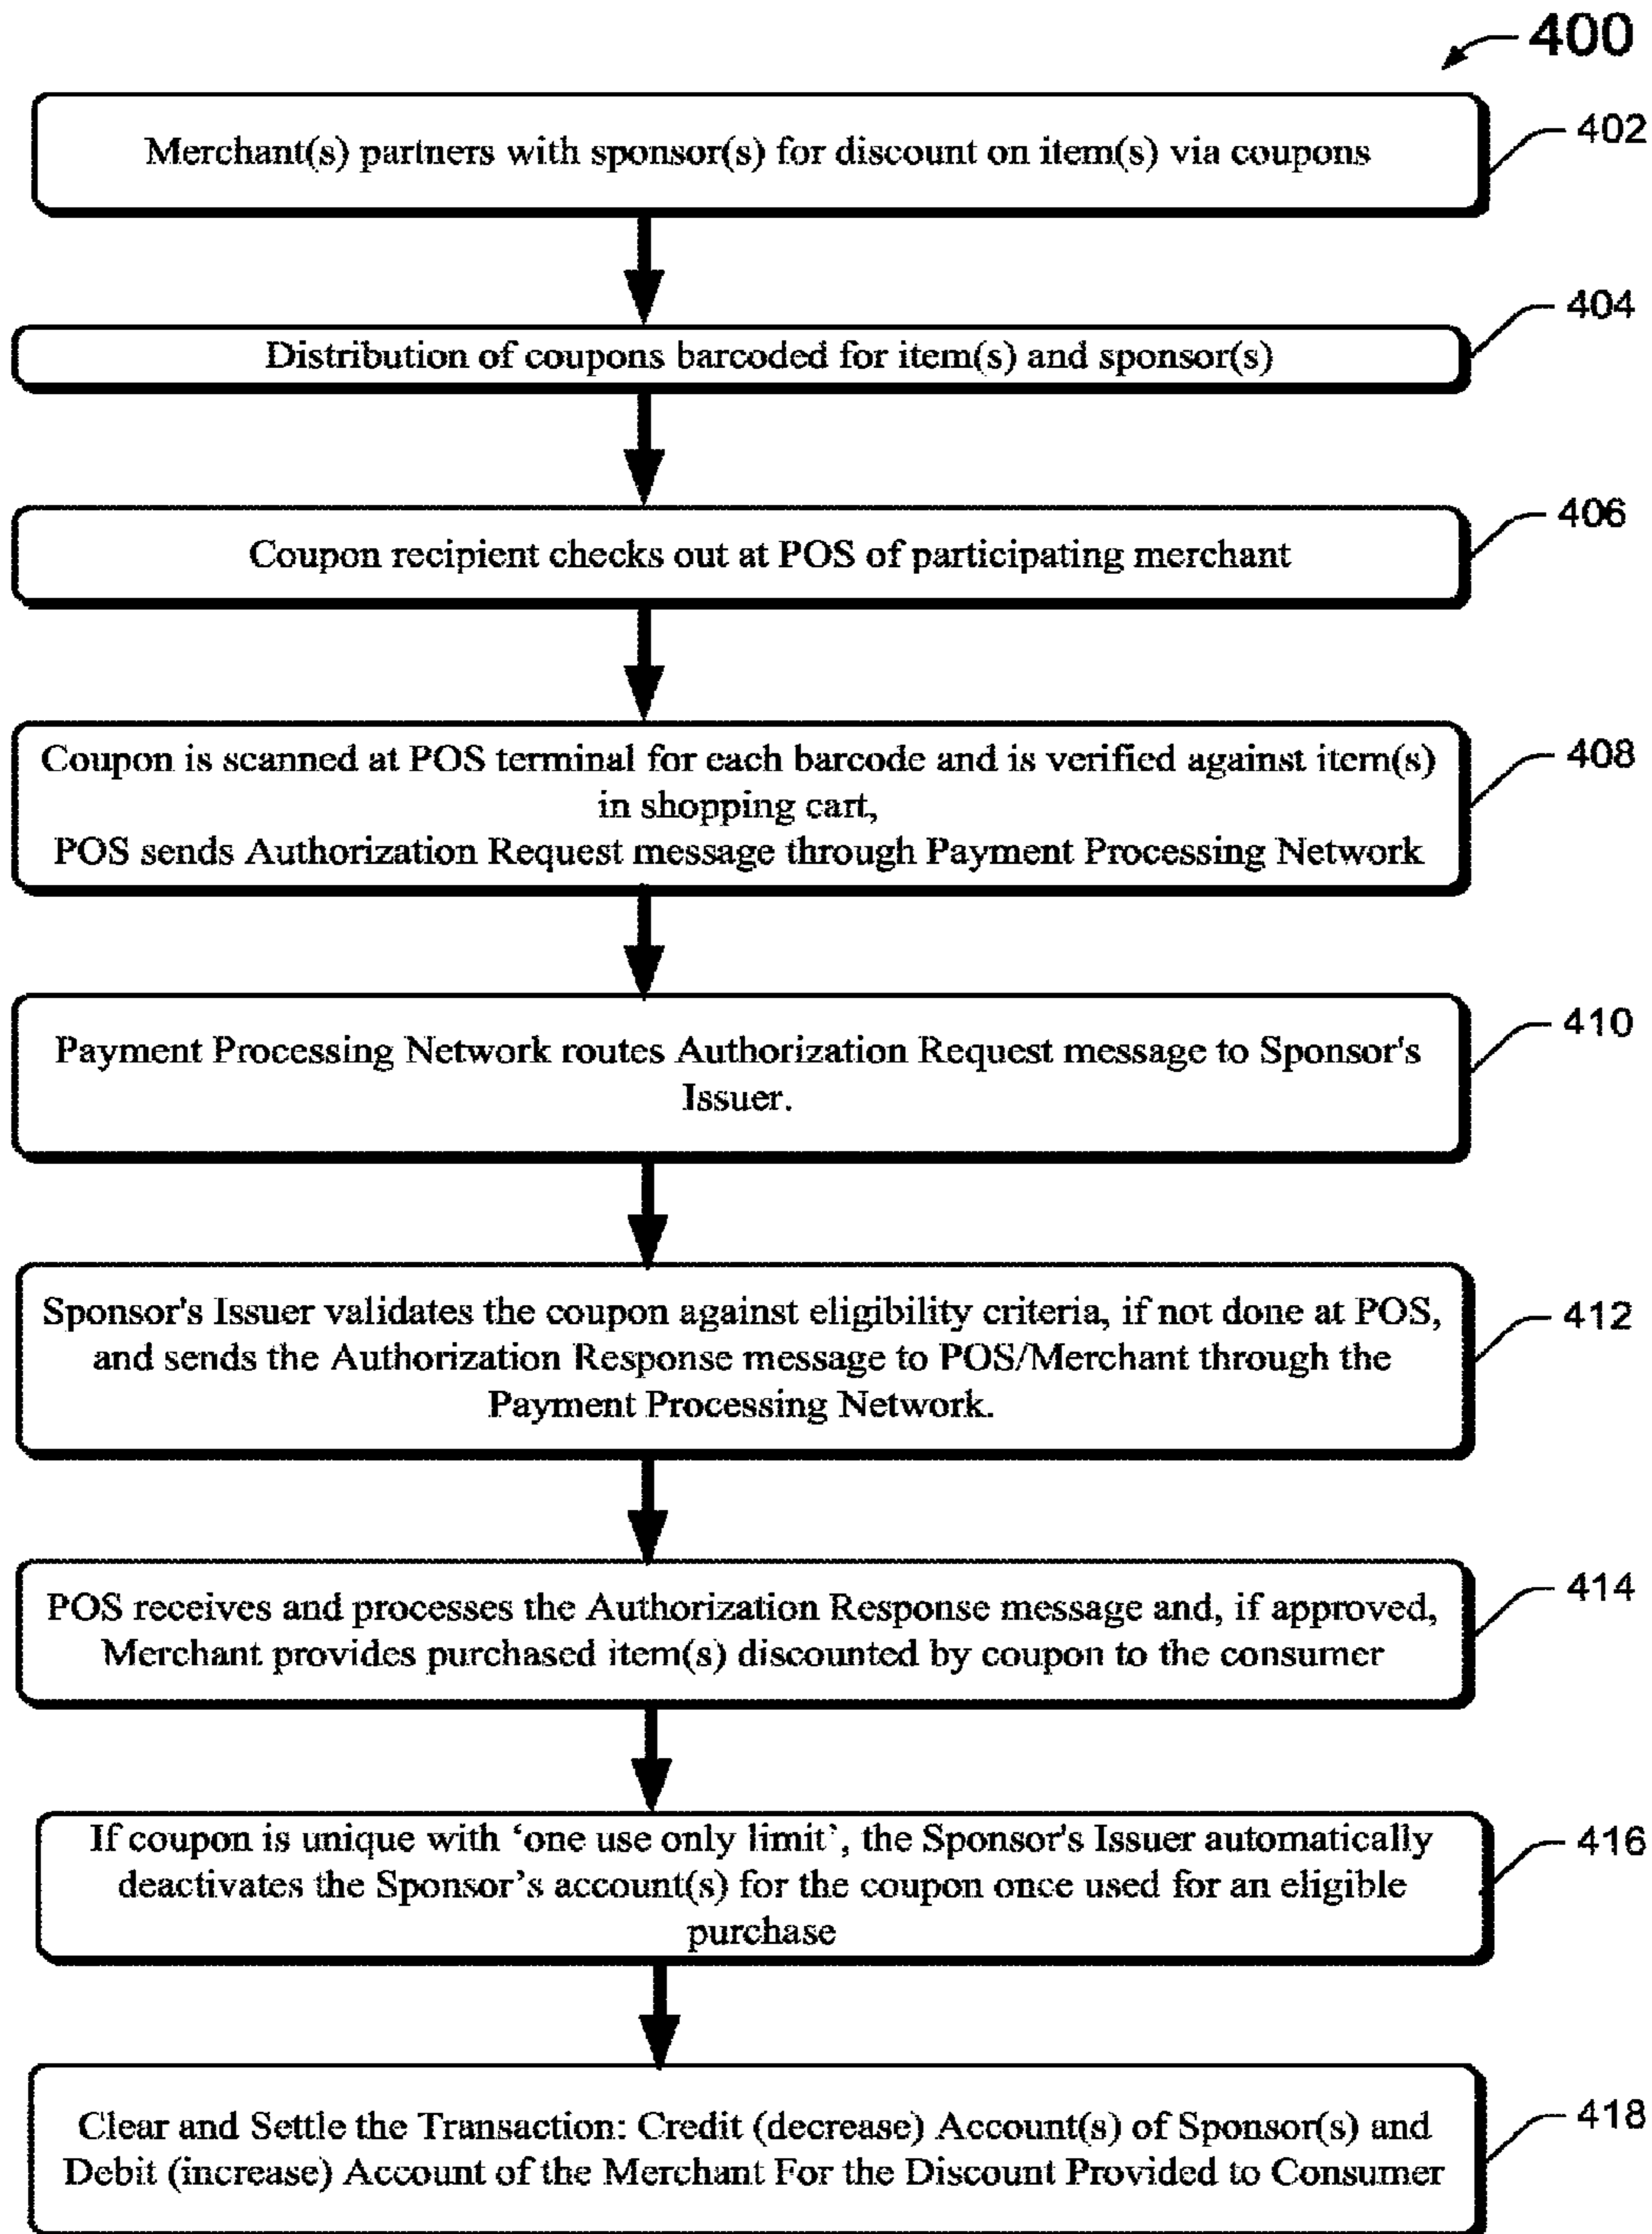 400
Merchant(s) partners with sponsor(s) for discount on item(s) via coupons
402
Distribution of coupons barcoded for item(s) and sponsor(s)
404
Coupon recipient checks out at POS of participating merchant
406
Coupon is scanned at POS terminal for each barcode and is verified against item(s)
in shopping cart,
POS sends Authorization Request message through Payment Processing Network
408
Payment Processing Network routes Authorization Request message to Sponsor's
Issuer.
410
Sponsor's Issuer validates the coupon against eligibility criteria, if not done at POS,
and sends the Authorization Response message to POS/Merchant through the
Payment Processing Network.
412
POS receives and processes the Authorization Response message and, if approved,
Merchant provides purchased item(s) discounted by coupon to the consumer
414
If coupon is unique with ‘one use only limit’, the Sponsor's Issuer automatically
deactivates the Sponsor’s account(s) for the coupon once used for an eligible
purchase
416
Clear and Settle the Transaction: Credit (decrease) Account(s) of Sponsor(s) and
Debit (increase) Account of the Merchant For the Discount Provided to Consumer
418